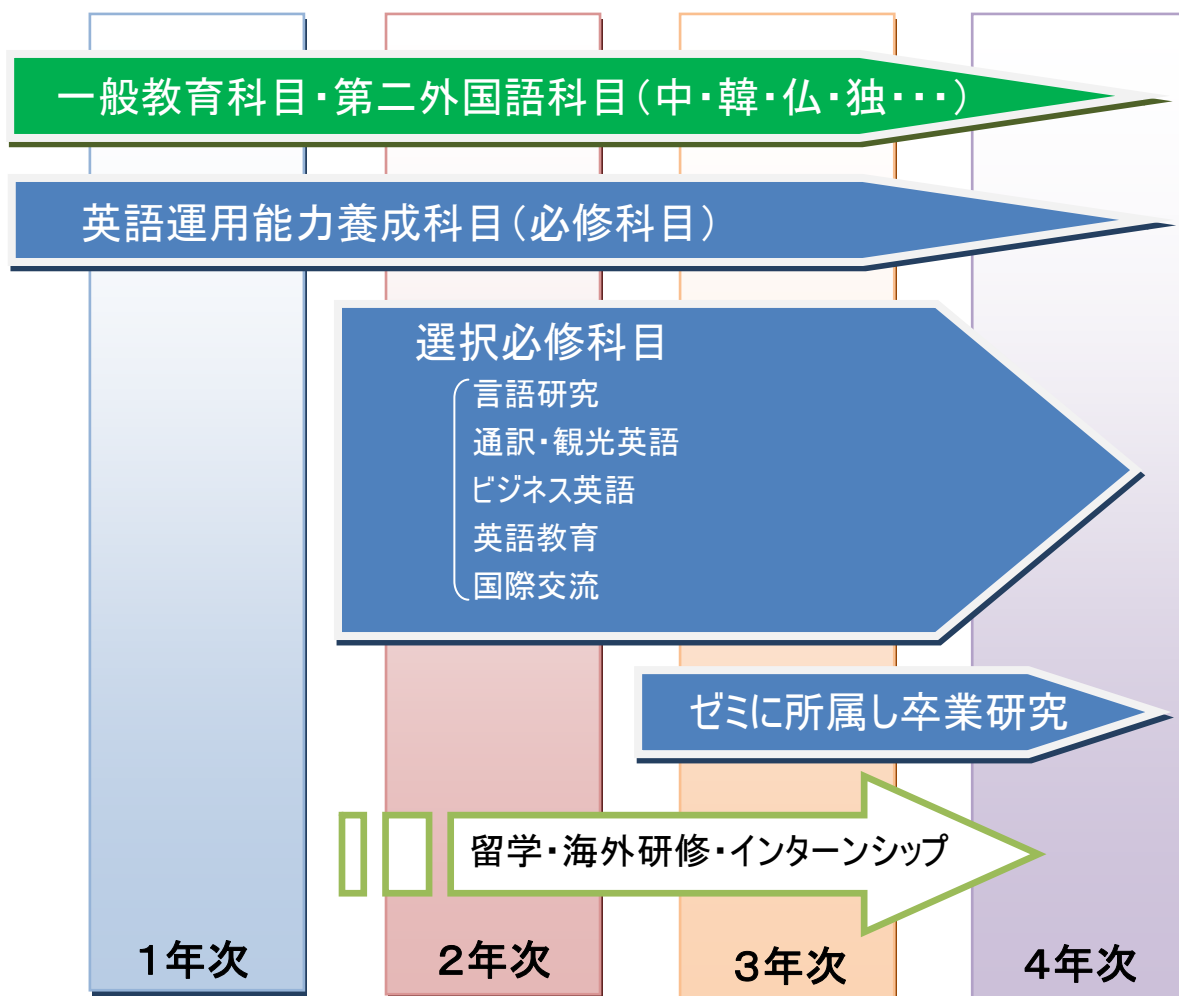 一般教育科目・第二外国語科目(中・韓・仏・独・・・)
英語運用能力養成科目(必修科目)
選択必修科目
言語研究
通訳・観光英語
ビジネス英語
英語教育
国際交流
ゼミに所属し卒業研究
留学・海外研修・インターンシップ
1年次
2年次
3年次
4年次